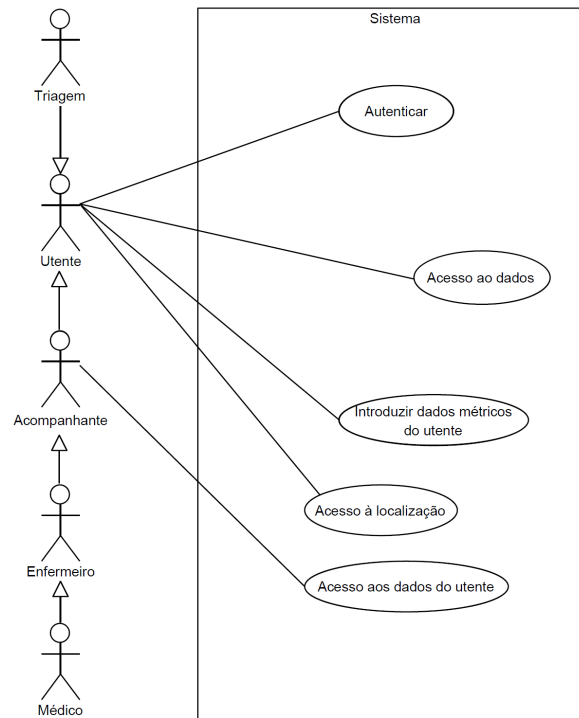 Sistema
Triagem
Autenticar
Utente
Acesso ao dados
Acompanhante
Introduzir dados métricos
do utente
Acesso à localização
Enfermeiro
Acesso aos dados do utente
Médico